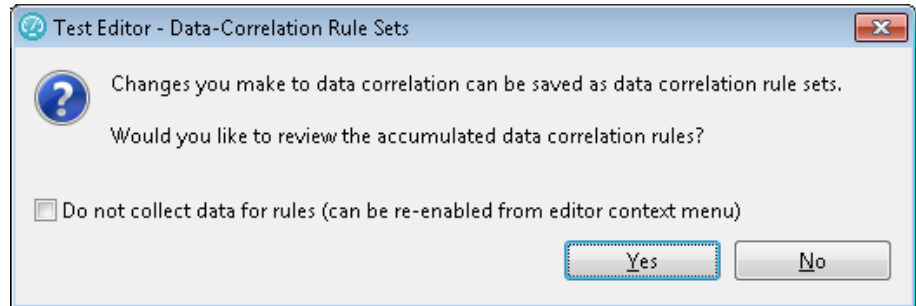 Test Editor - Data-Correlation Rule Sets
Changes you make to data correlation can be saved as data correlation rule sets.
Would you like to review the accumulated data correlation rules?
Do not collect data for rules (can be re-enabled from editor context menu)
Yes No